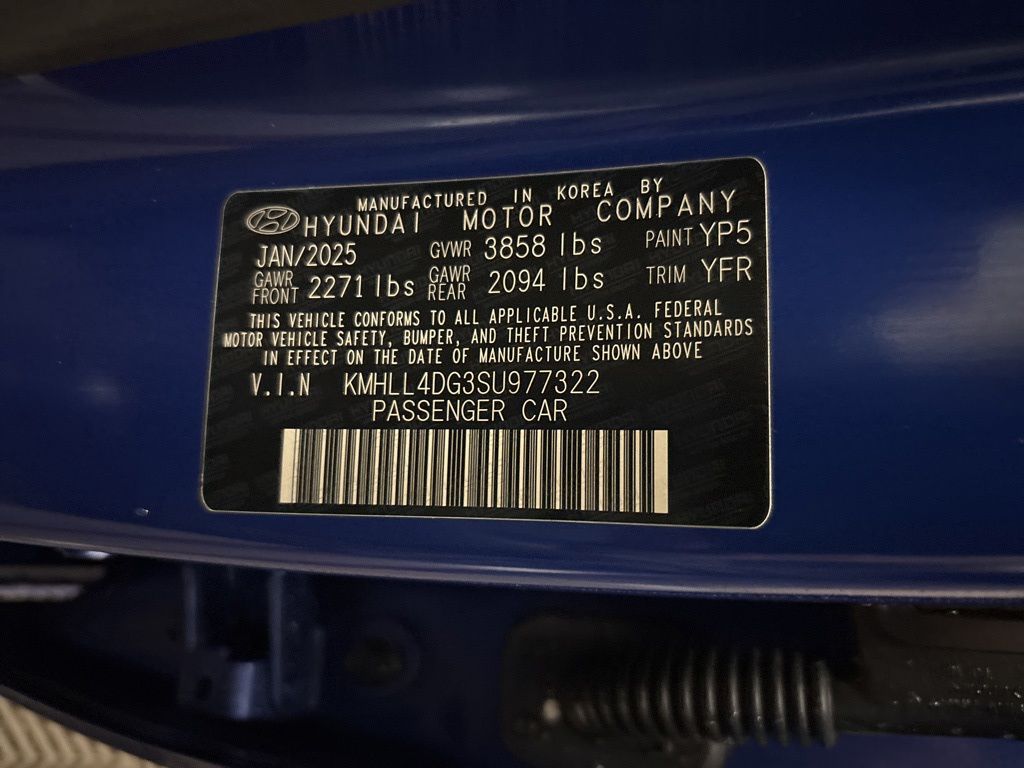 MANUFACTURED IN KOREA BY
HYUNDAI MOTOR COMPANY
JAN/2025 GVWR 3858 lbs PAINT YP5
GAWR FRONT 2271 lbs GAWR REAR 2094 lbs TRIM YFR
THIS VEHICLE CONFORMS TO ALL APPLICABLE U.S.A. FEDERAL
MOTOR VEHICLE SAFETY, BUMPER, AND THEFT PREVENTION STANDARDS
IN EFFECT ON THE DATE OF MANUFACTURE SHOWN ABOVE
V.I.N KMHLL4DG3SU977322
PASSENGER CAR